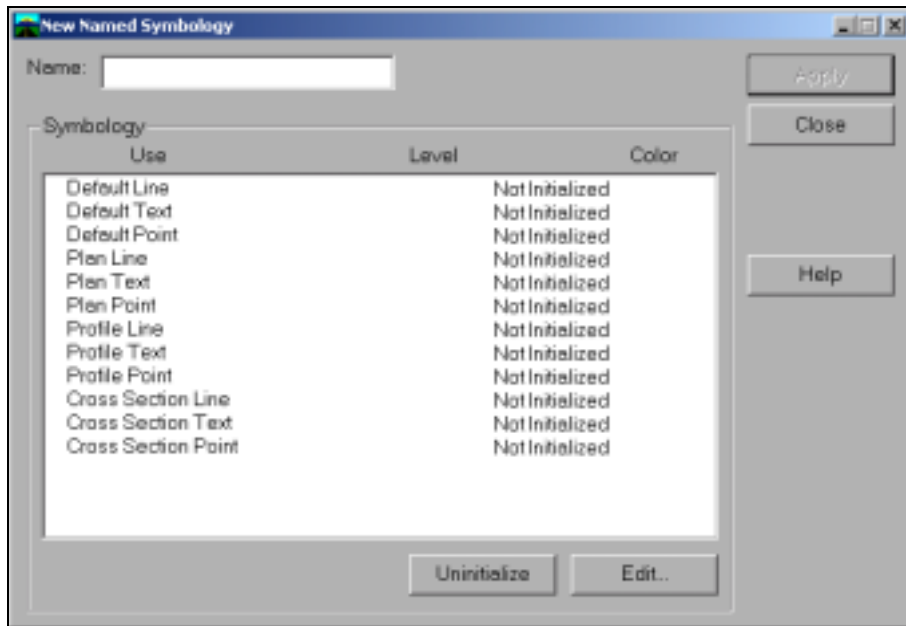 New Named Symbology
Name:
Apply
Close
Symbology
Use Level Color
Default Line Not Initialized
Default Text Not Initialized
Default Point Not Initialized
Plan Line Not Initialized
Plan Text Not Initialized
Plan Point Not Initialized
Profile Line Not Initialized
Profile Text Not Initialized
Profile Point Not Initialized
Cross Section Line Not Initialized
Cross Section Text Not Initialized
Cross Section Point Not Initialized
Help
Uninitialize Edit..